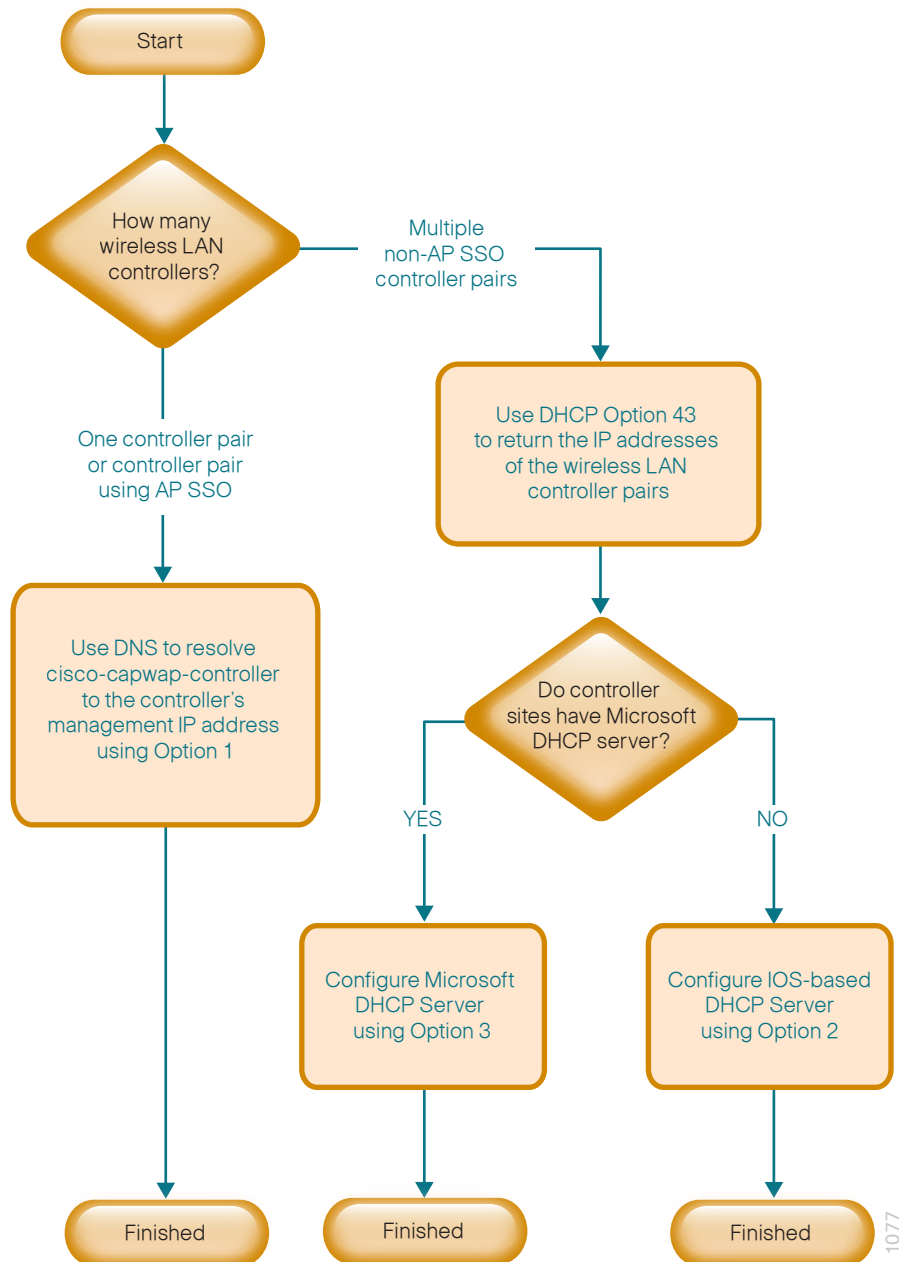 Start
How many
wireless LAN
controllers?
Multiple
non-AP SSO
controller pairs
One controller pair
or controller pair
using AP SSO
Use DHCP Option 43
to return the IP addresses
of the wireless LAN
controller pairs
Use DNS to resolve
cisco-capwap-controller
to the controller’s
management IP address
using Option 1
Do controller
sites have Microsoft
DHCP server?
YES
NO
Configure Microsoft
DHCP Server
using Option 3
Configure IOS-based
DHCP Server
using Option 2
Finished
Finished
Finished
1077